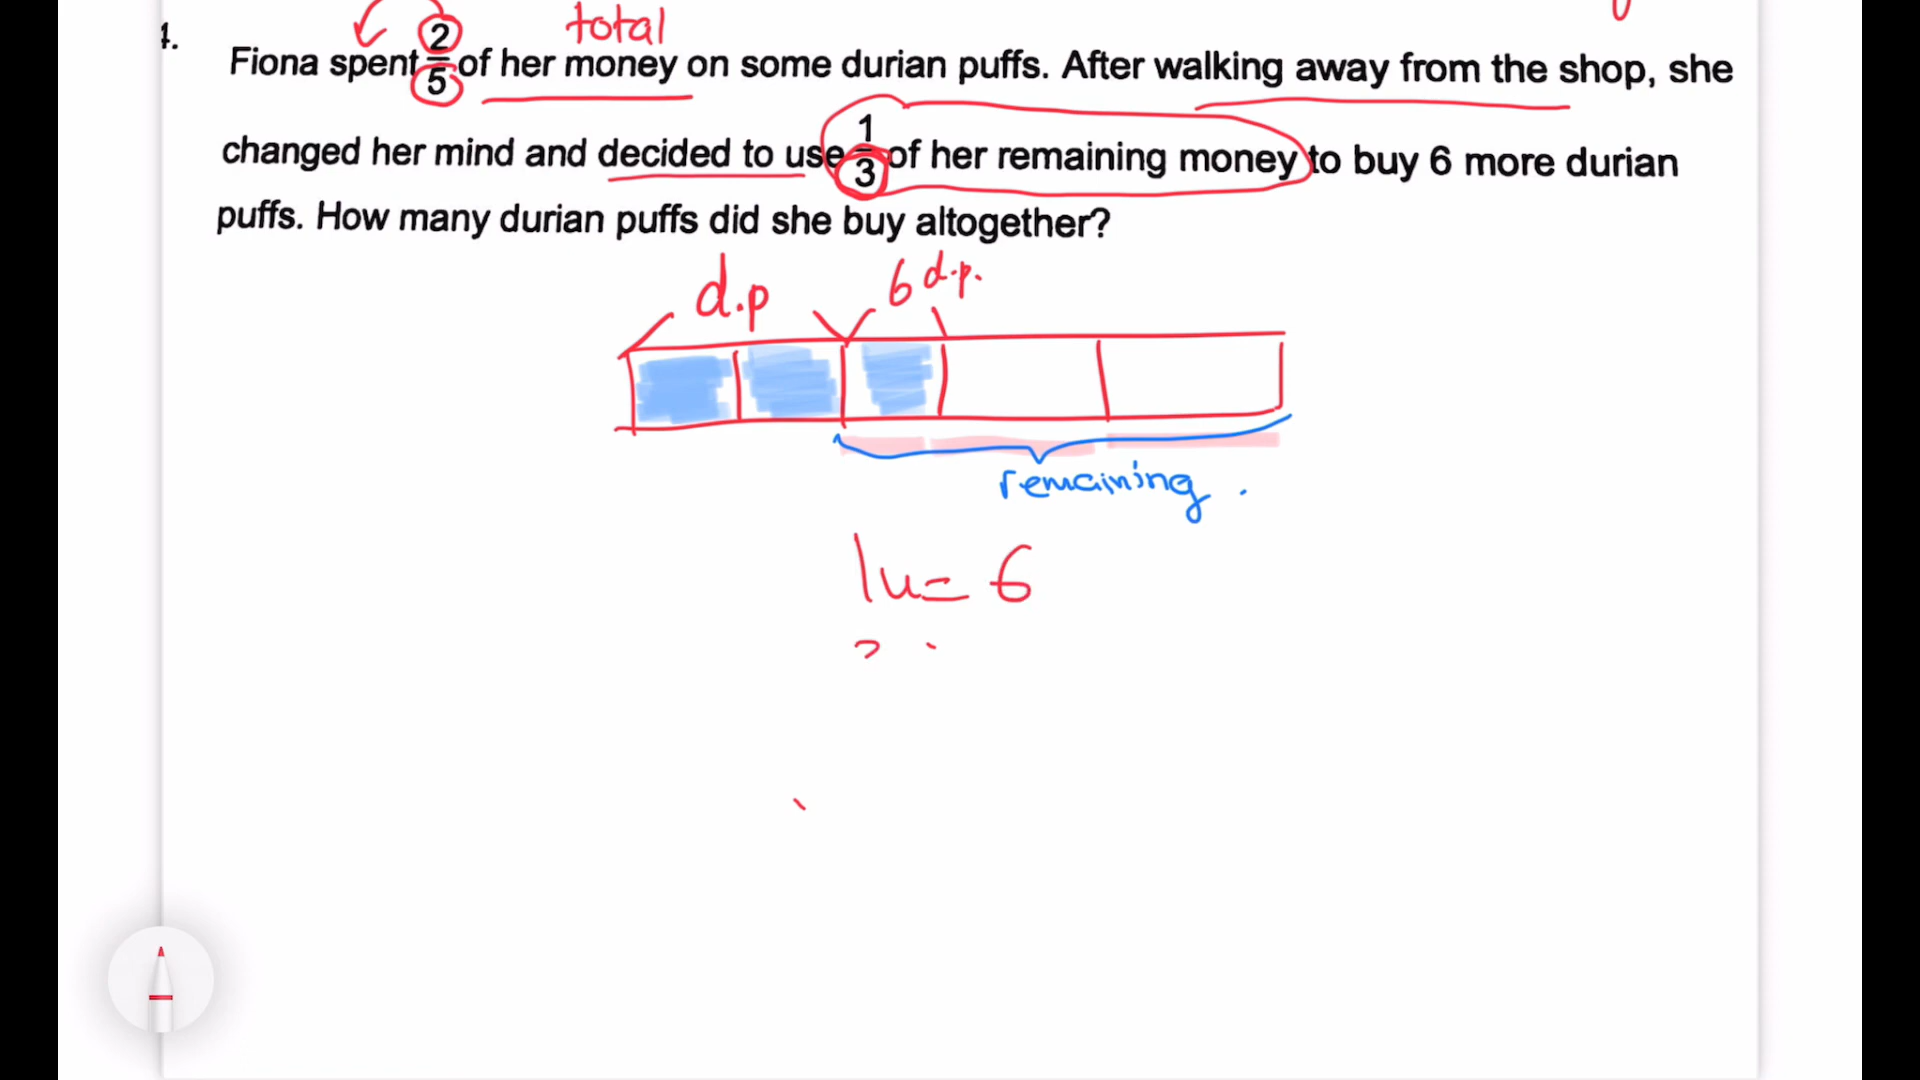 total
4. Fiona spent 2/5 of her money on some durian puffs. After walking away from the shop, she
changed her mind and decided to use 1/3 of her remaining money to buy 6 more durian
puffs. How many durian puffs did she buy altogether?
d.p 6 d.p.
remaining.
1u = 6